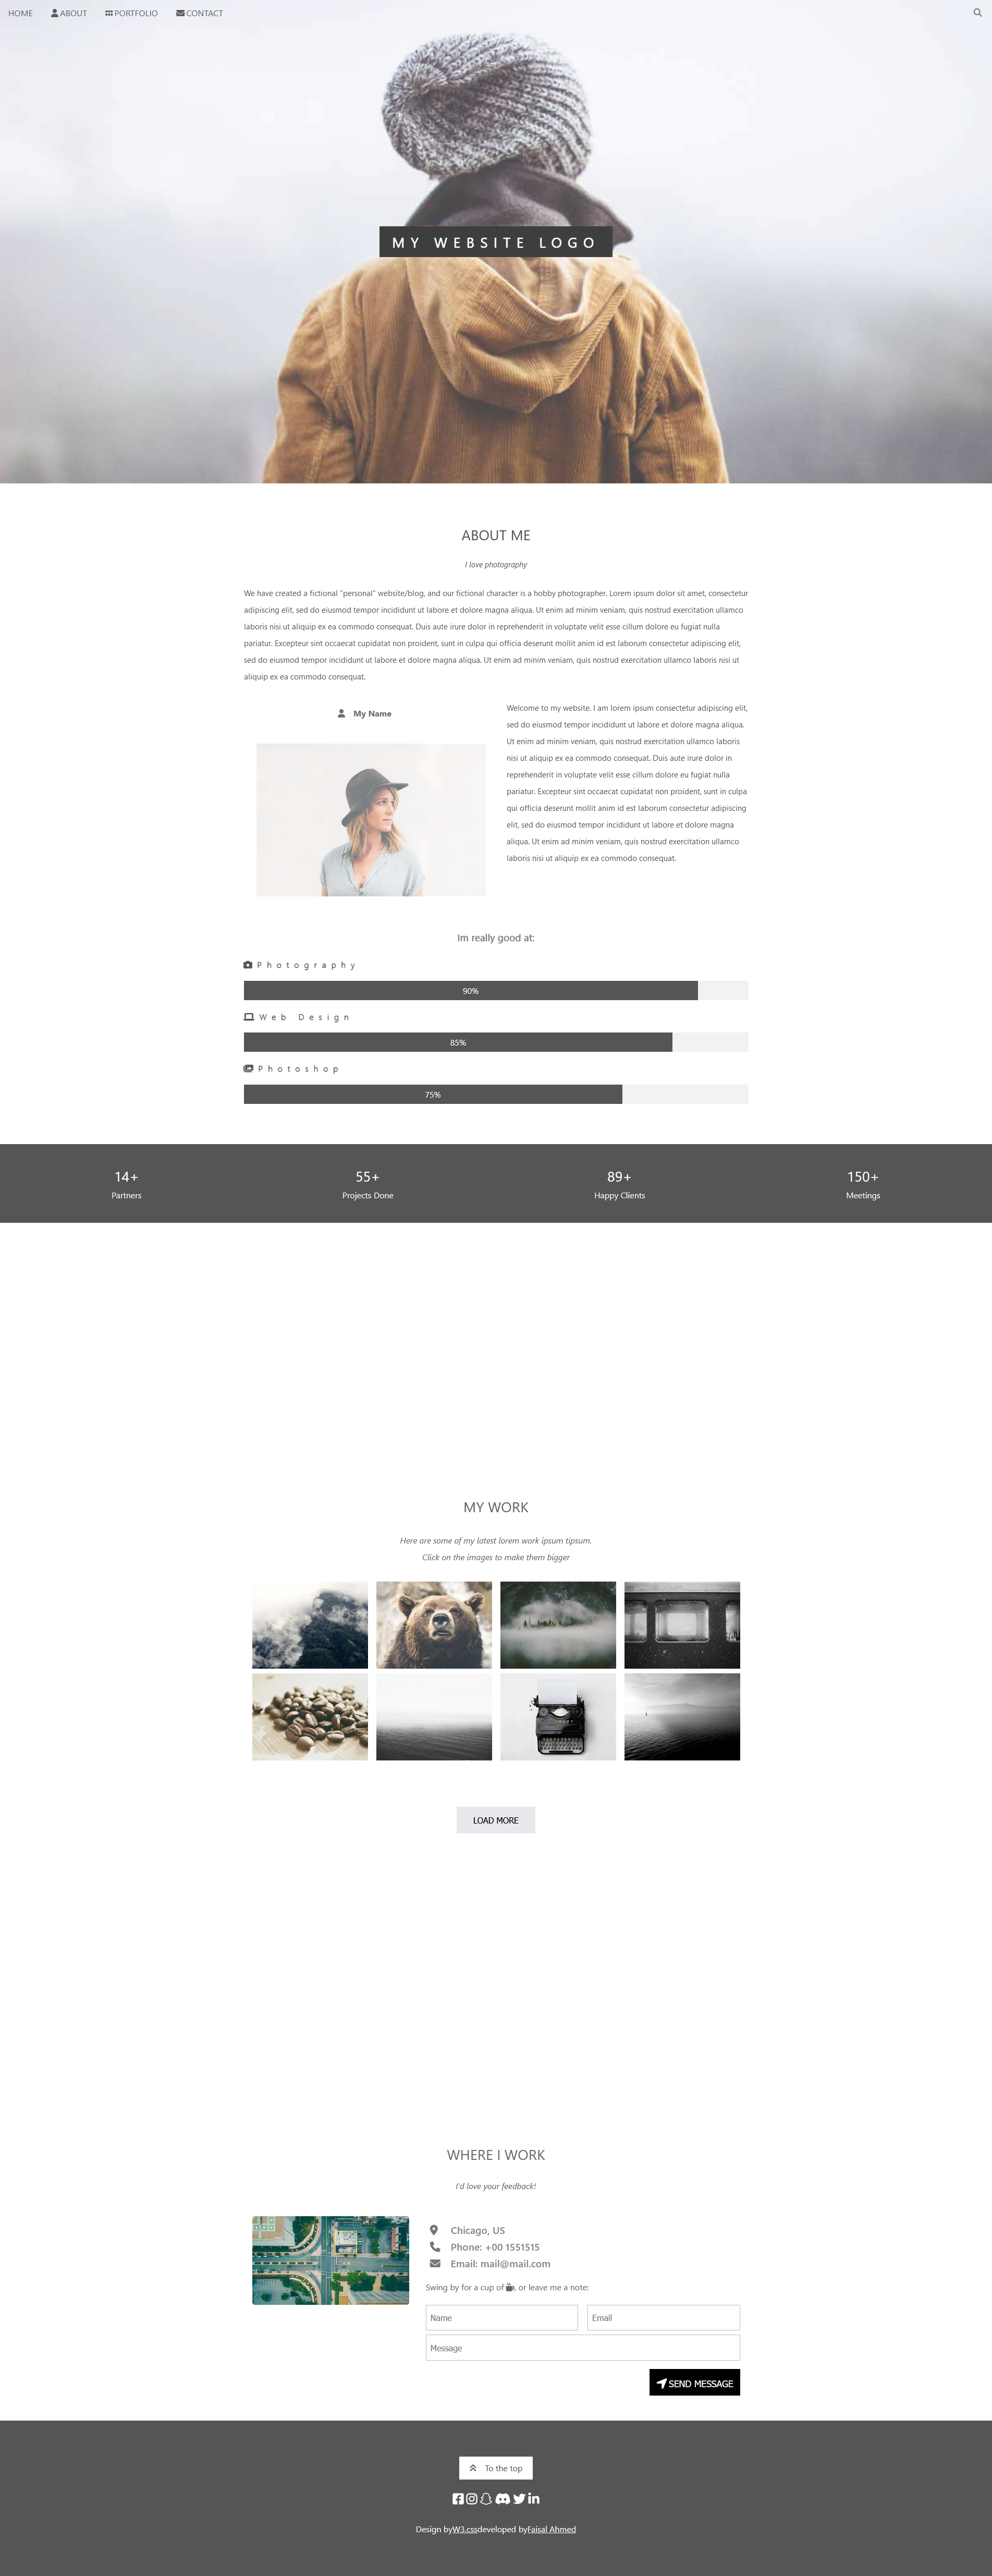 HOME
ABOUT
PORTFOLIO
CONTACT
MY WEBSITE LOGO
ABOUT ME
I love photography
We have created a fictional "personal" website/blog, and our fictional character is a hobby photographer. Lorem ipsum dolor sit amet, consectetur
adipiscing elit, sed do eiusmod tempor incididunt ut labore et dolore magna aliqua. Ut enim ad minim veniam, quis nostrud exercitation ullamco
laboris nisi ut aliquip ex ea commodo consequat. Duis aute irure dolor in reprehenderit in voluptate velit esse cillum dolore eu fugiat nulla
pariatur. Excepteur sint occaecat cupidatat non proident, sunt in culpa qui officia deserunt mollit anim id est laborum consectetur adipiscing elit,
sed do eiusmod tempor incididunt ut labore et dolore magna aliqua. Ut enim ad minim veniam, quis nostrud exercitation ullamco laboris nisi ut
aliquip ex ea commodo consequat.
My Name
Welcome to my website. I am lorem ipsum consectetur adipiscing elit,
sed do eiusmod tempor incididunt ut labore et dolore magna aliqua.
Ut enim ad minim veniam, quis nostrud exercitation ullamco laboris
nisi ut aliquip ex ea commodo consequat. Duis aute irure dolor in
reprehenderit in voluptate velit esse cillum dolore eu fugiat nulla
pariatur. Excepteur sint occaecat cupidatat non proident, sunt in culpa
qui officia deserunt mollit anim id est laborum consectetur adipiscing
elit, sed do eiusmod tempor incididunt ut labore et dolore magna
aliqua. Ut enim ad minim veniam, quis nostrud exercitation ullamco
laboris nisi ut aliquip ex ea commodo consequat.
Im really good at:
Photography
90%
Web Design
85%
Photoshop
75%
14+
Partners
55+
Projects Done
89+
Happy Clients
150+
Meetings
MY WORK
Here are some of my latest lorem work ipsum tipsum.
Click on the images to make them bigger
LOAD MORE
WHERE I WORK
I'd love your feedback!
Chicago, US
Phone: +00 1551515
Email: mail@mail.com
Swing by for a cup of , or leave me a note:
Name
Email
Message
SEND MESSAGE
To the top
Design byW3.cssdeveloped byFaisal Ahmed